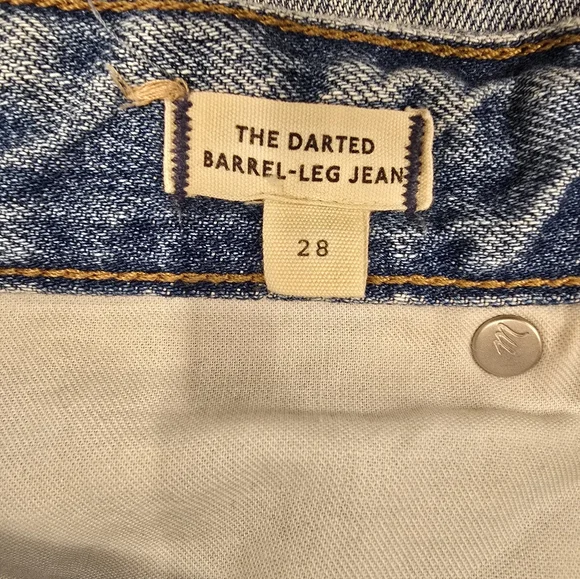 THE DARTED
BARREL-LEG JEAN
28
m